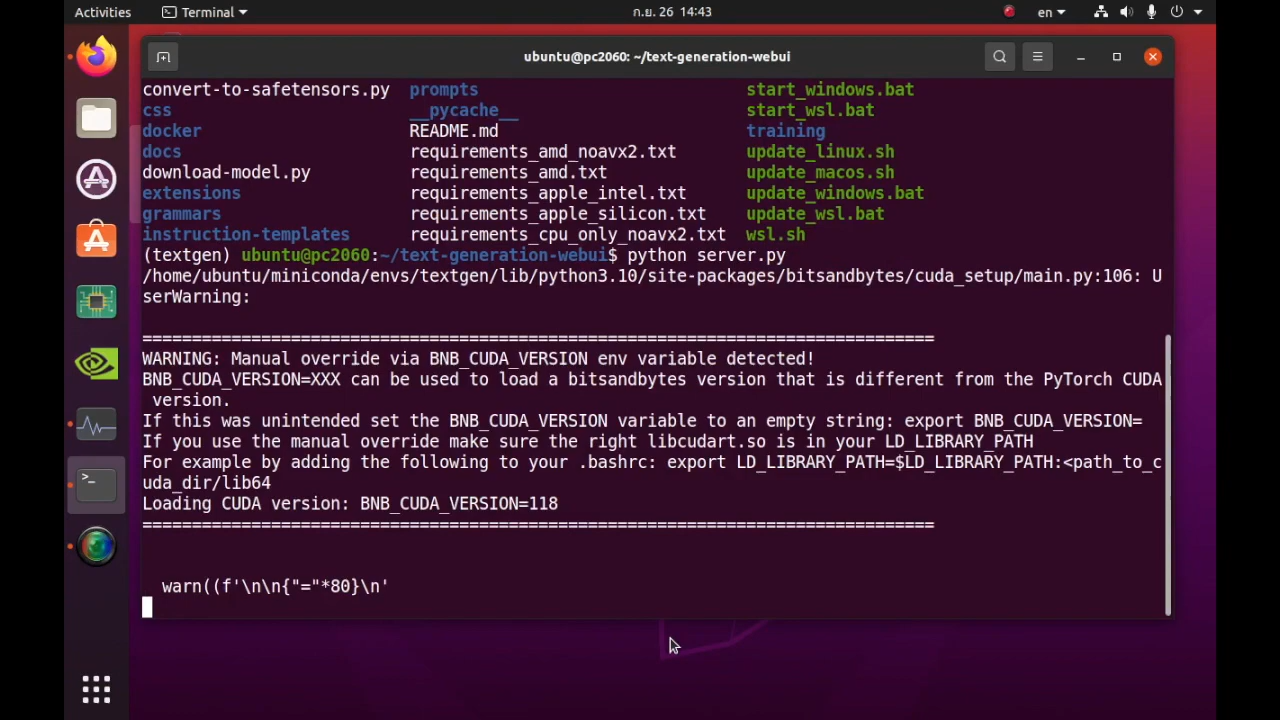 Activities Terminal ก.ย. 26 14:43 en
ubuntu@pc2060: ~/text-generation-webui
convert-to-safetensors.py prompts start_windows.bat
css __pycache__ start_wsl.bat
docker README.md training
docs requirements_amd_noavx2.txt update_linux.sh
download-model.py requirements_amd.txt update_macos.sh
extensions requirements_apple_intel.txt update_windows.bat
grammars requirements_apple_silicon.txt update_wsl.bat
instruction-templates requirements_cpu_only_noavx2.txt wsl.sh
(textgen) ubuntu@pc2060:~/text-generation-webui$ python server.py
/home/ubuntu/miniconda/envs/textgen/lib/python3.10/site-packages/bitsandbytes/cuda_setup/main.py:106: U
serWarning:
================================================================================
WARNING: Manual override via BNB_CUDA_VERSION env variable detected!
BNB_CUDA_VERSION=XXX can be used to load a bitsandbytes version that is different from the PyTorch CUDA
version.
If this was unintended set the BNB_CUDA_VERSION variable to an empty string: export BNB_CUDA_VERSION=
If you use the manual override make sure the right libcudart.so is in your LD_LIBRARY_PATH
For example by adding the following to your .bashrc: export LD_LIBRARY_PATH=$LD_LIBRARY_PATH:<path_to_c
uda_dir/lib64
Loading CUDA version: BNB_CUDA_VERSION=118
================================================================================
warn((f'\n\n{"="*80}\n'